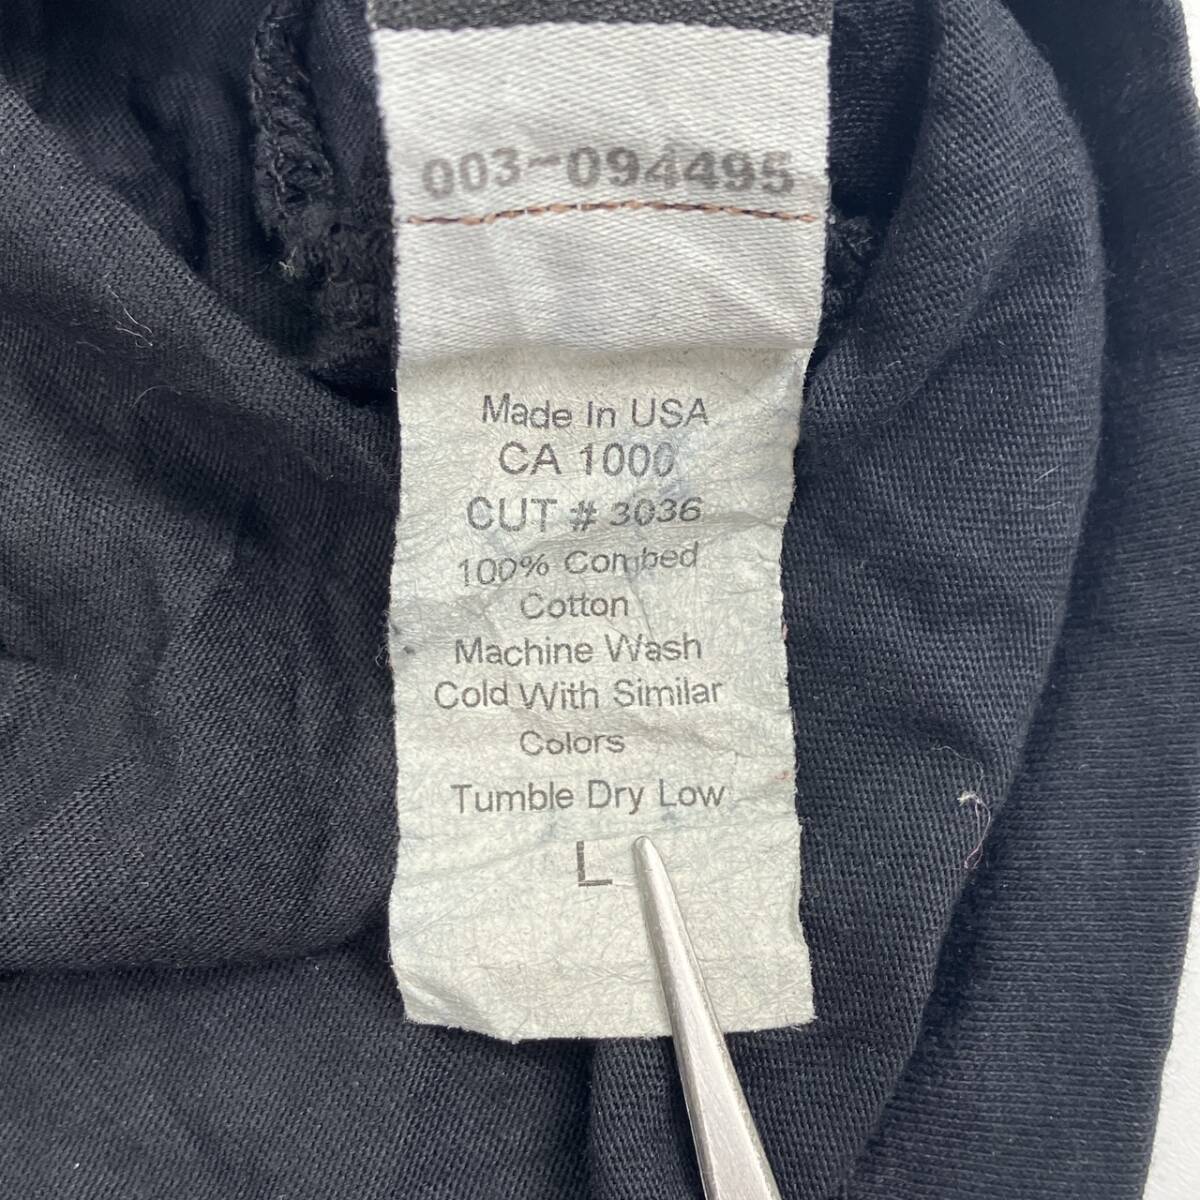 003-094495
Made In USA
CA 1000
CUT # 3036
100% Combed
Cotton
Machine Wash
Cold With Similar
Colors
Tumble Dry Low
L